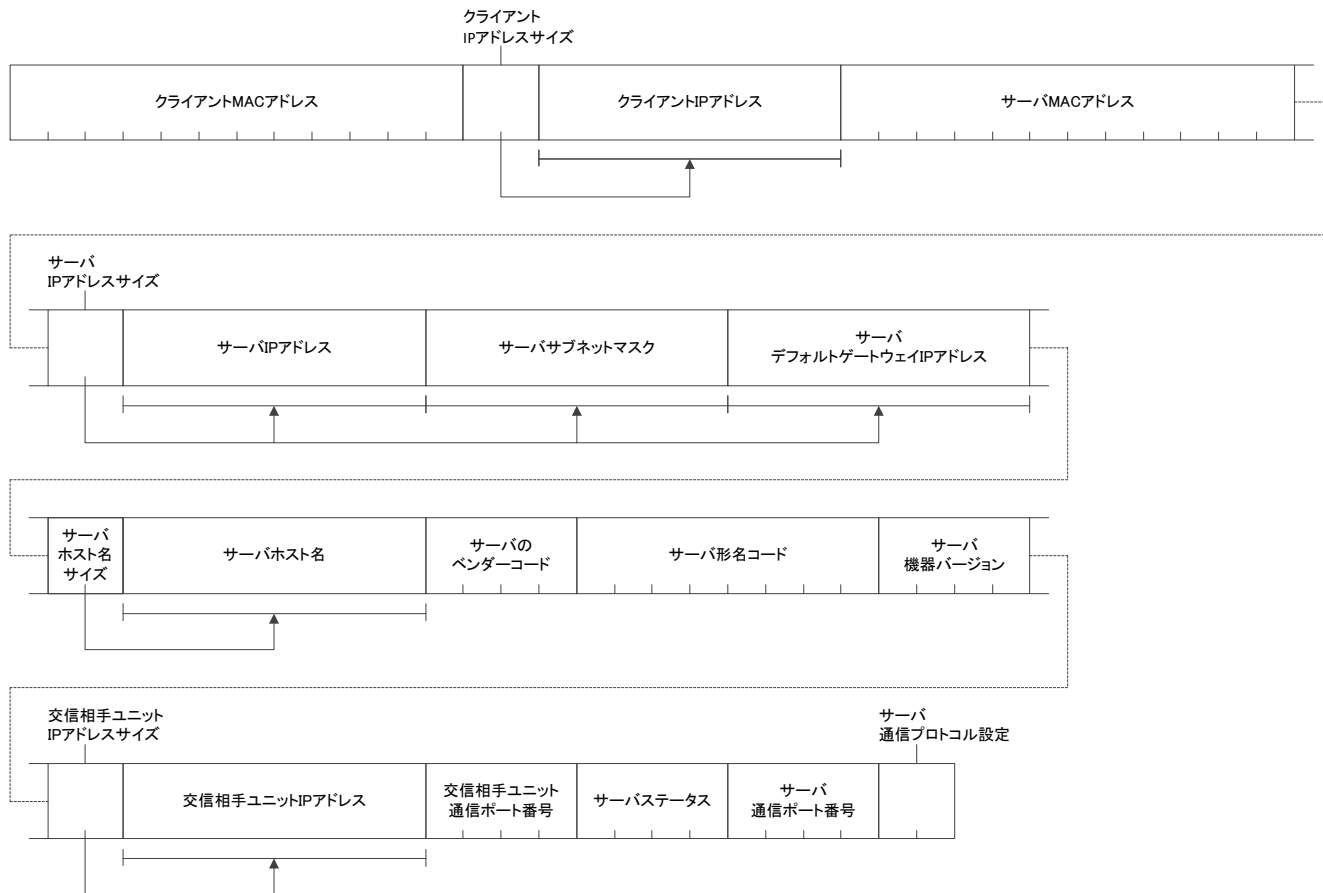 クライアント
IPアドレスサイズ
クライアントMACアドレス
クライアントIPアドレス
サーバMACアドレス
サーバ
IPアドレスサイズ
サーバIPアドレス
サーバサブネットマスク
サーバ
デフォルトゲートウェイIPアドレス
サーバ
ホスト名
サイズ
サーバホスト名
サーバの
ベンダーコード
サーバ形名コード
サーバ
機器バージョン
交信相手ユニット
IPアドレスサイズ
交信相手ユニットIPアドレス
交信相手ユニット
通信ポート番号
サーバステータス
サーバ
通信ポート番号
サーバ
通信プロトコル設定